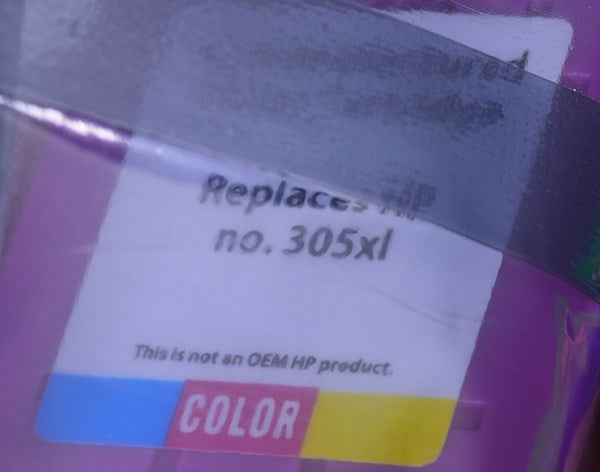 Replaces HP
no. 305xl
This is not an OEM HP product.
COLOR